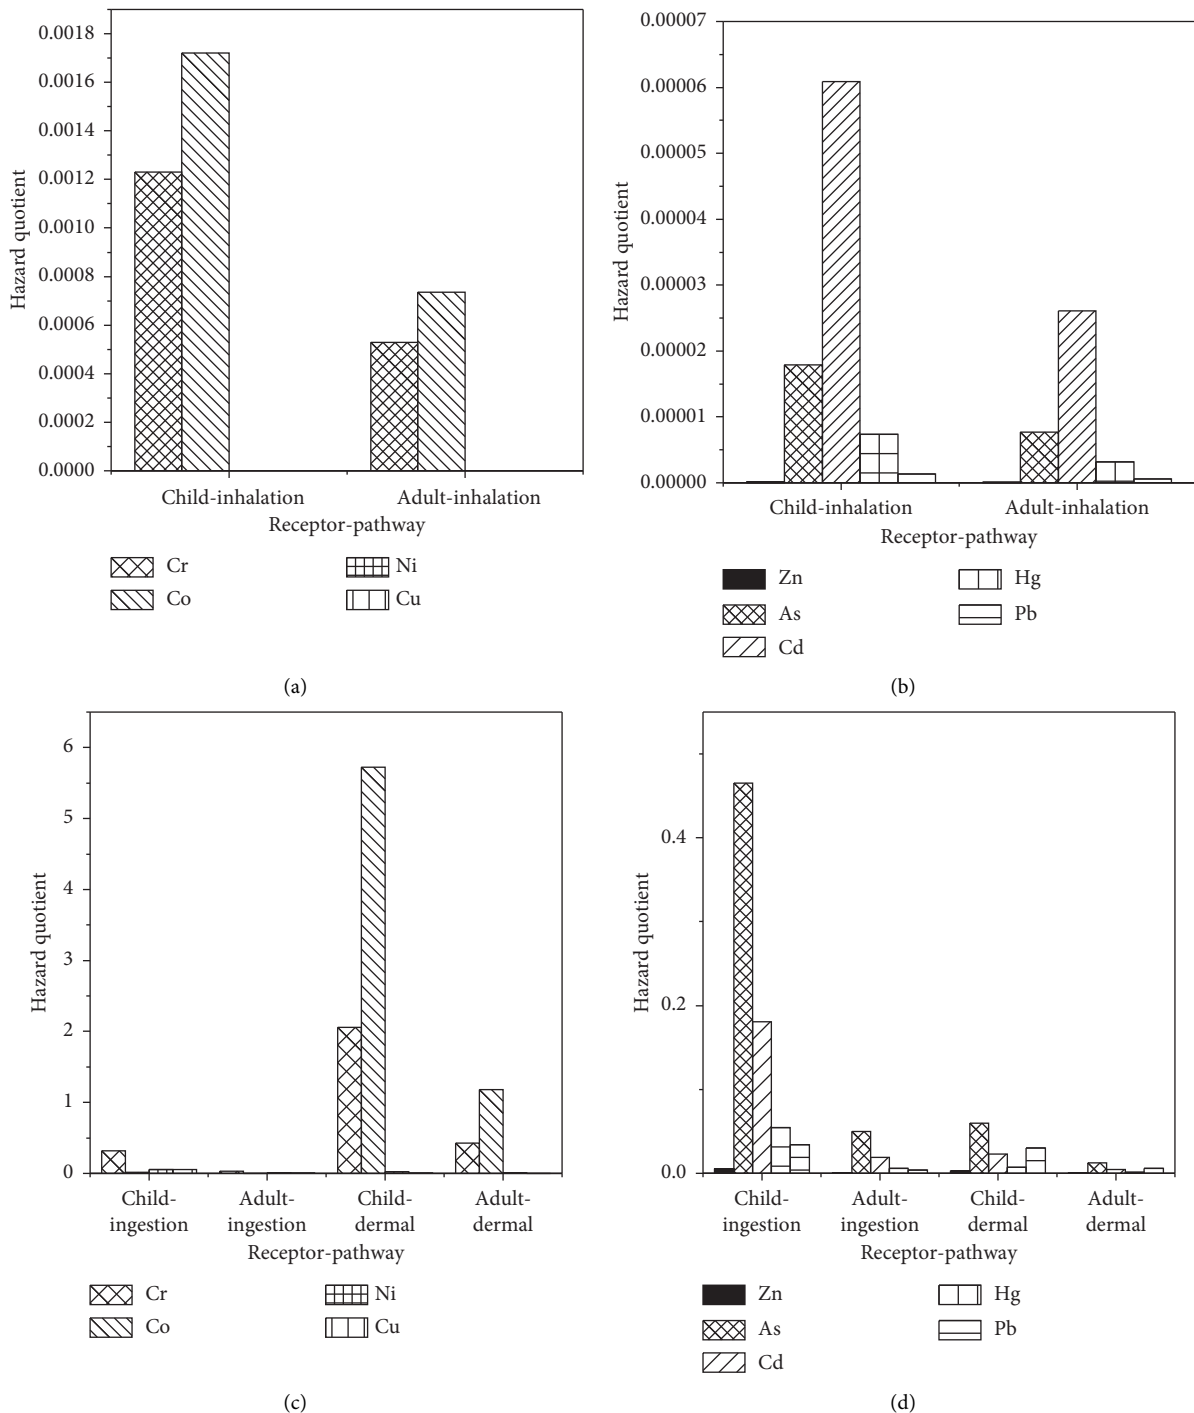 Hazard quotient
0.0018
0.0016
0.0014
0.0012
0.0010
0.0008
0.0006
0.0004
0.0002
0.0000
Child-inhalation Adult-inhalation
Receptor-pathway
Cr Ni
Co Cu
(a)
Hazard quotient
0.00007
0.00006
0.00005
0.00004
0.00003
0.00002
0.00001
0.00000
Child-inhalation Adult-inhalation
Receptor-pathway
Zn Hg
As Pb
Cd
(b)
Hazard quotient
6
5
4
3
2
1
0
Child- Adult- Child- Adult-
ingestion ingestion dermal dermal
Receptor-pathway
Cr Ni
Co Cu
(c)
Hazard quotient
0.4
0.2
0.0
Child- Adult- Child- Adult-
ingestion ingestion dermal dermal
Receptor-pathway
Zn Hg
As Pb
Cd
(d)